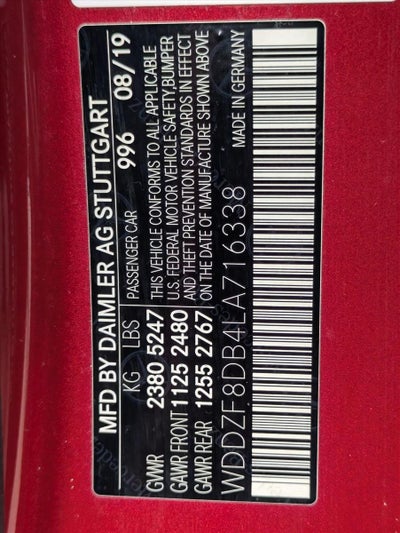 MFD BY DAIMLER AG STUTTGART
996 08/19
KG LBS PASSENGER CAR
GVWR 2380 5247
GAWR FRONT 1125 2480
GAWR REAR 1255 2767
THIS VEHICLE CONFORMS TO ALL APPLICABLE
U.S. FEDERAL MOTOR VEHICLE SAFETY,BUMPER
AND THEFT PREVENTION STANDARDS IN EFFECT
ON THE DATE OF MANUFACTURE SHOWN ABOVE
WDDZF8DB4LA716338
MADE IN GERMANY